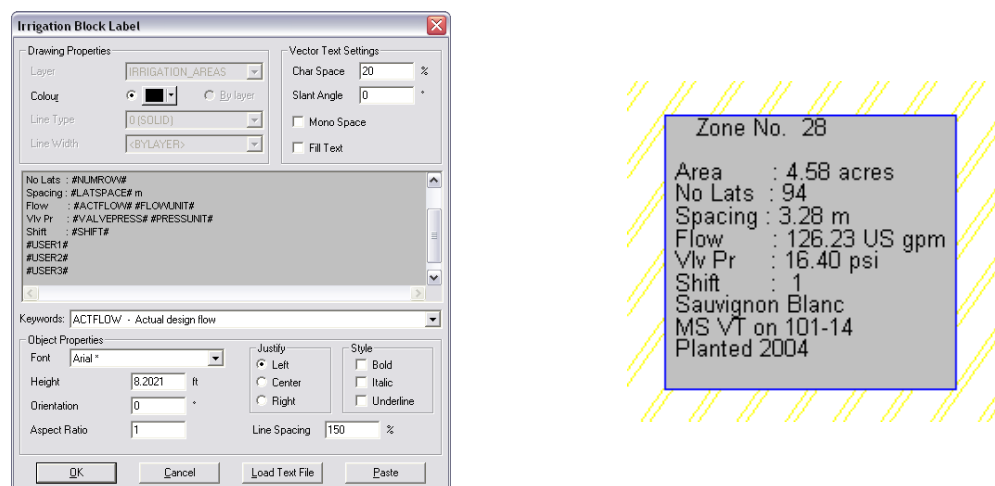 Irrigation Block Label
Drawing Properties
Layer IRRIGATION_AREAS
Colour By layer
Line Type 0 (SOLID)
Line Width <BYLAYER>
Vector Text Settings
Char Space 20 %
Slant Angle 0 °
Mono Space
Fill Text
No Lats : #NUMROW#
Spacing : #LATSPACE# m
Flow : #ACTFLOW# #FLOWUNIT#
Vlv Pr : #VALVEPRESS# #PRESSUNIT#
Shift : #SHIFT#
#USER1#
#USER2#
#USER3#
Keywords: ACTFLOW - Actual design flow
Object Properties
Font Arial *
Height 8.2021 ft
Orientation 0 °
Aspect Ratio 1
Justify
Left
Center
Right
Style
Bold
Italic
Underline
Line Spacing 150 %
OK Cancel Load Text File Paste
Zone No. 28
Area : 4.58 acres
No Lats : 94
Spacing : 3.28 m
Flow : 126.23 US gpm
Vlv Pr : 16.40 psi
Shift : 1
Sauvignon Blanc
MS VT on 101-14
Planted 2004